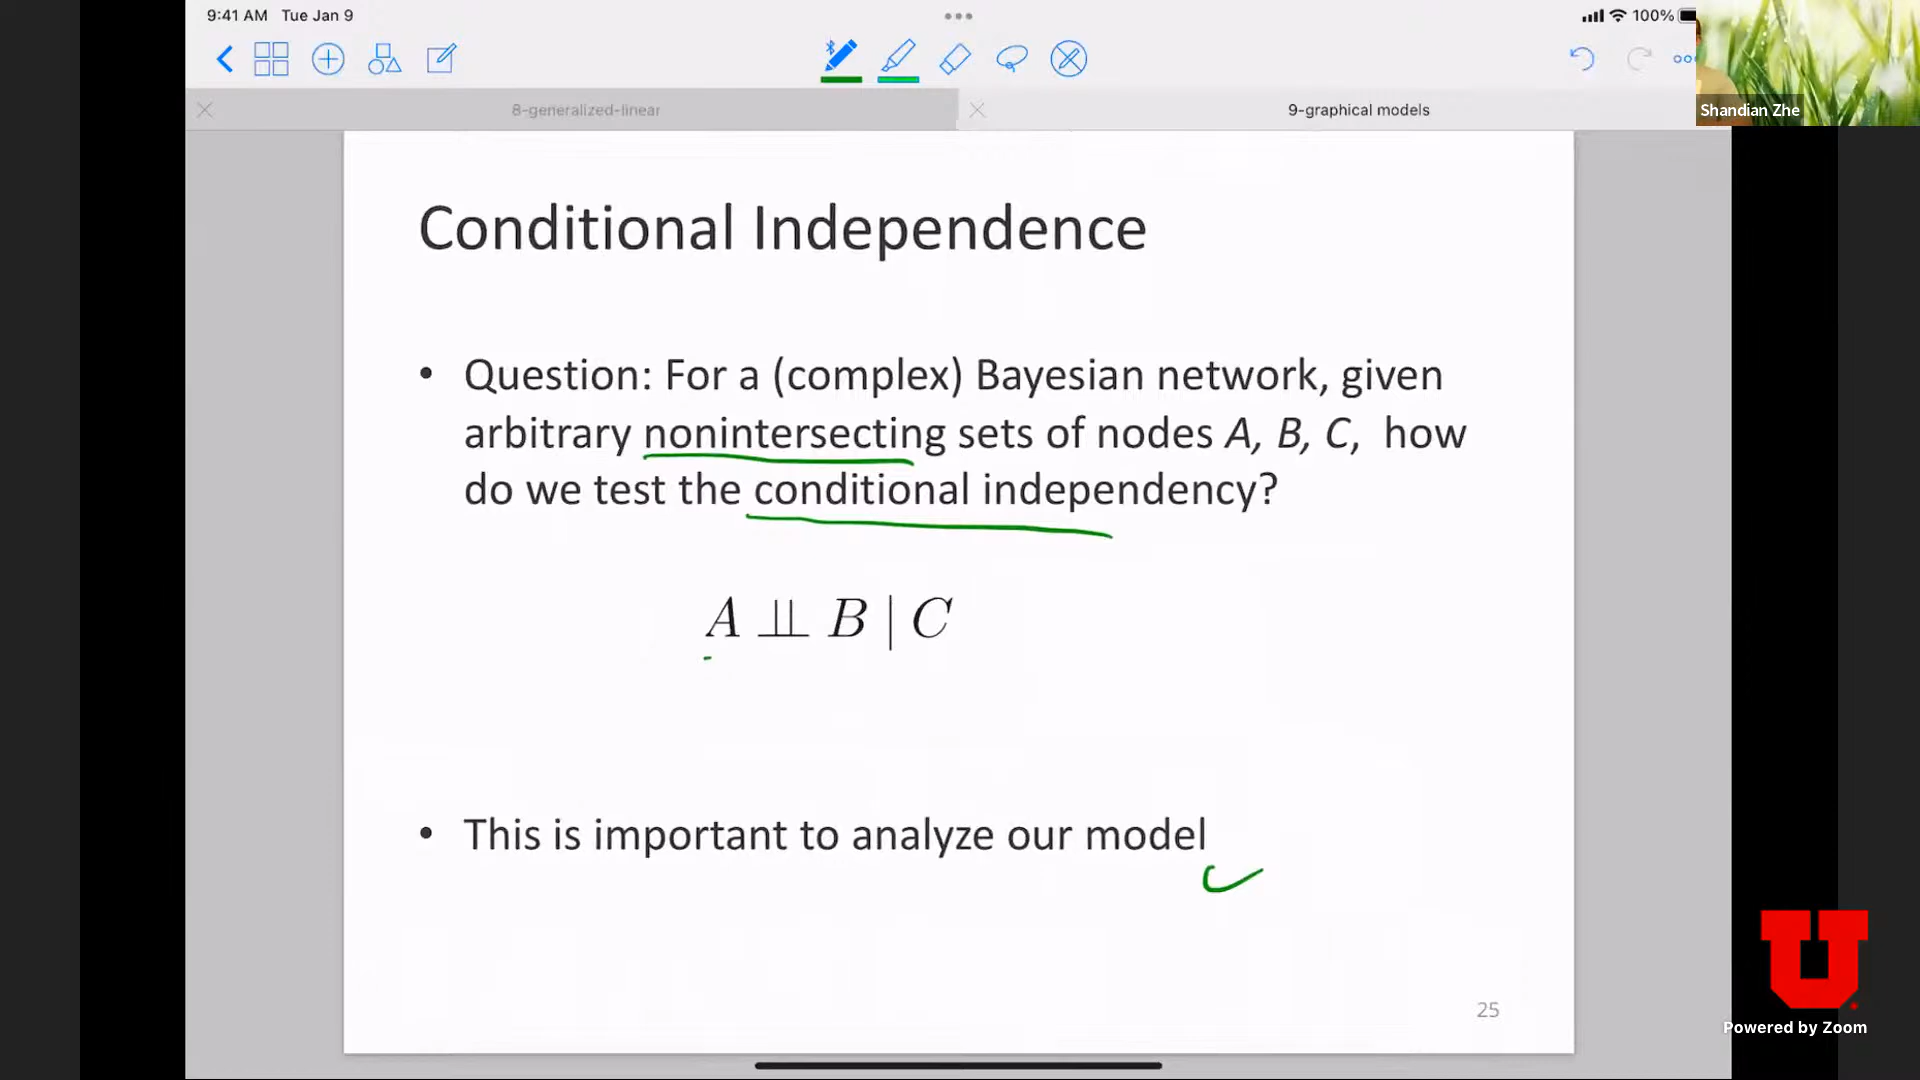 9:41 AM Tue Jan 9
100%
8-generalized-linear
9-graphical models
Shandian Zhe
Conditional Independence
• Question: For a (complex) Bayesian network, given
arbitrary nonintersecting sets of nodes A, B, C, how
do we test the conditional independency?
A ⫫ B | C
• This is important to analyze our model
25
U
Powered by Zoom